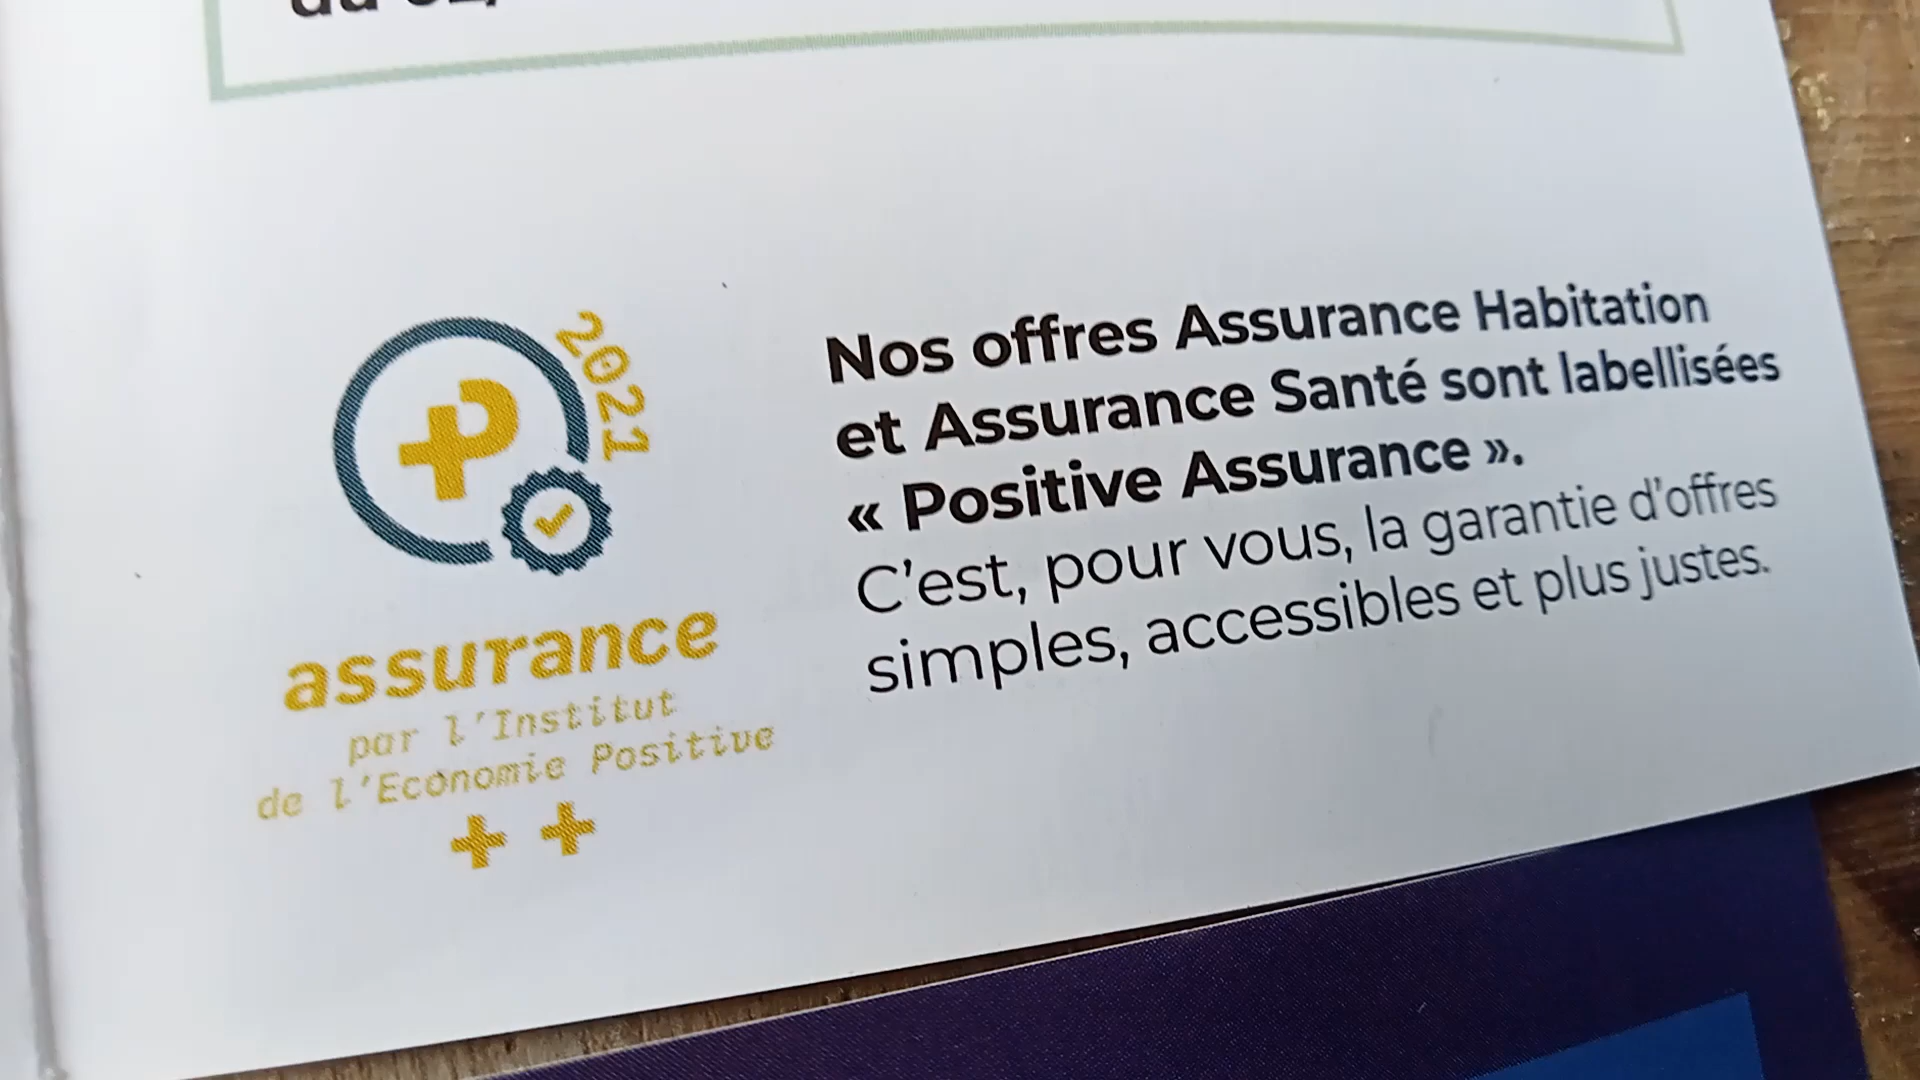 du
2021
assurance
par l'Institut
de l'Economie Positive
++
Nos offres Assurance Habitation
et Assurance Santé sont labellisées
« Positive Assurance ».
C'est, pour vous, la garantie d'offres
simples, accessibles et plus justes.